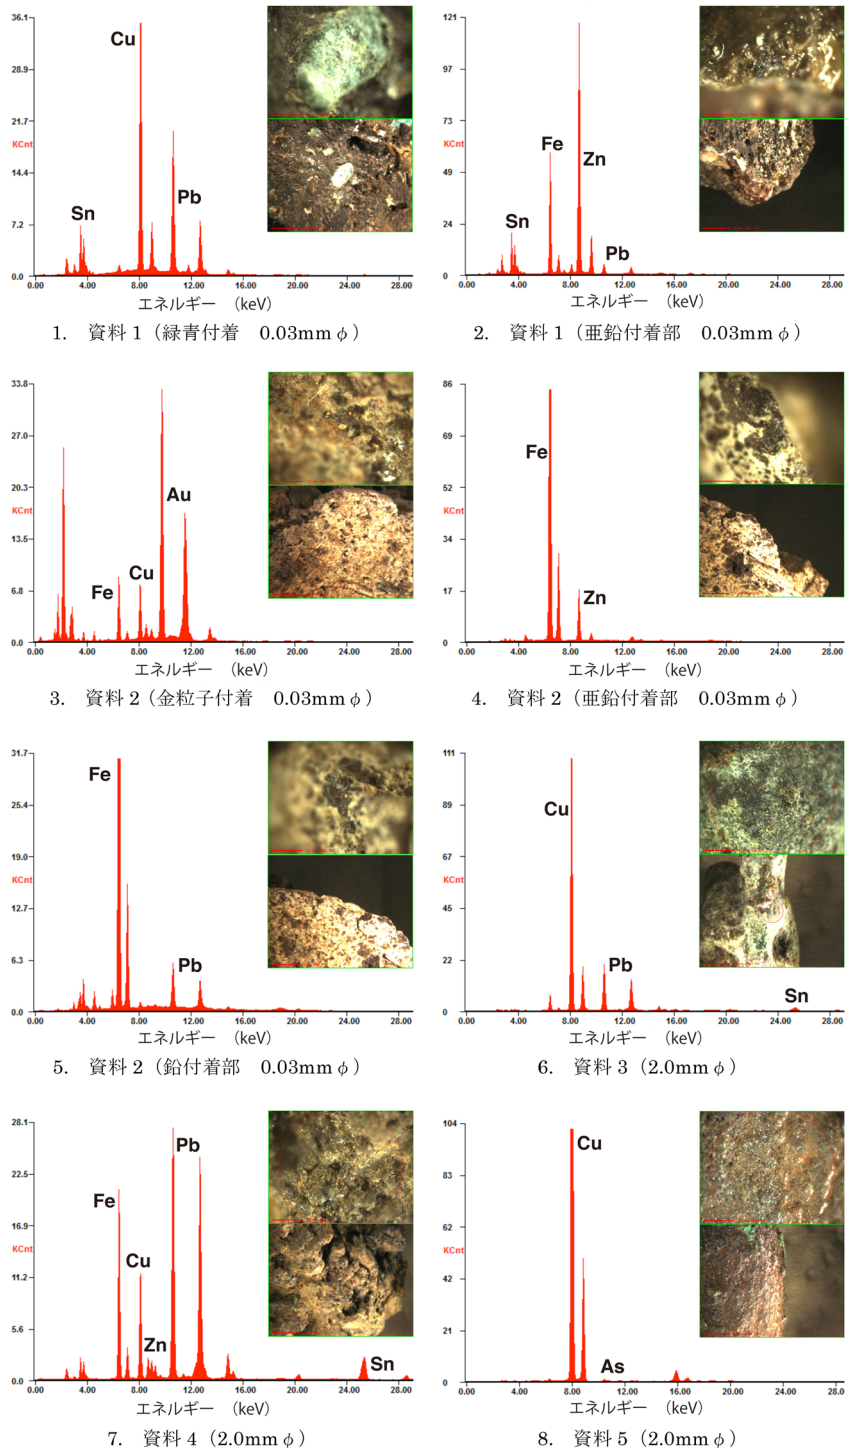 36.1
28.9
21.7
KCnt
14.4
7.2
0.0
Sn
Cu
Pb
0.00 4.00 8.00 12.00 16.00 20.00 24.00 28.00
エネルギー (keV)
1. 資料1（緑青付着 0.03mmφ）
121
97
73
KCnt
49
24
0
Sn
Fe
Zn
Pb
0.00 4.00 8.00 12.00 16.00 20.00 24.00 28.00
エネルギー (keV)
2. 資料1（亜鉛付着部 0.03mmφ）
33.8
27.0
20.3
KCnt
13.5
6.8
0.0
Fe
Cu
Au
0.00 4.00 8.00 12.00 16.00 20.00 24.00 28.00
エネルギー (keV)
3. 資料2（金粒子付着 0.03mmφ）
86
69
52
KCnt
34
17
0
Fe
Zn
0.00 4.00 8.00 12.00 16.00 20.00 24.00 28.00
エネルギー (keV)
4. 資料2（亜鉛付着部 0.03mmφ）
31.7
25.4
19.0
KCnt
12.7
6.3
0.0
Fe
Pb
0.00 4.00 8.00 12.00 16.00 20.00 24.00 28.00
エネルギー (keV)
5. 資料2（鉛付着部 0.03mmφ）
111
89
67
KCnt
45
22
0
Cu
Pb
Sn
0.00 4.00 8.00 12.00 16.00 20.00 24.00 28.00
エネルギー (keV)
6. 資料3（2.0mmφ）
28.1
22.5
16.9
KCnt
11.2
5.6
0.0
Fe
Cu
Zn
Pb
Sn
0.00 4.00 8.00 12.00 16.00 20.00 24.00 28.00
エネルギー (keV)
7. 資料4（2.0mmφ）
104
83
62
KCnt
42
21
0
Cu
As
0.00 4.00 8.00 12.00 16.00 20.00 24.00 28.00
エネルギー (keV)
8. 資料5（2.0mmφ）